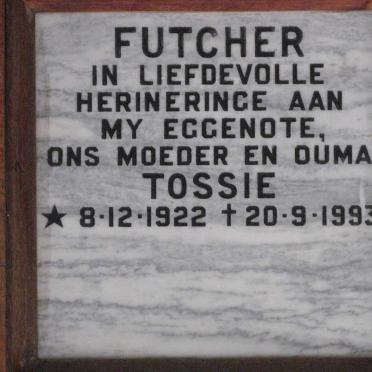 FUTCHER
IN LIEFDEVOLLE
HERINERINGE AAN
MY EGGENOTE,
ONS MOEDER EN OUMA
TOSSIE
★ 8·12·1922 † 20·9·1993